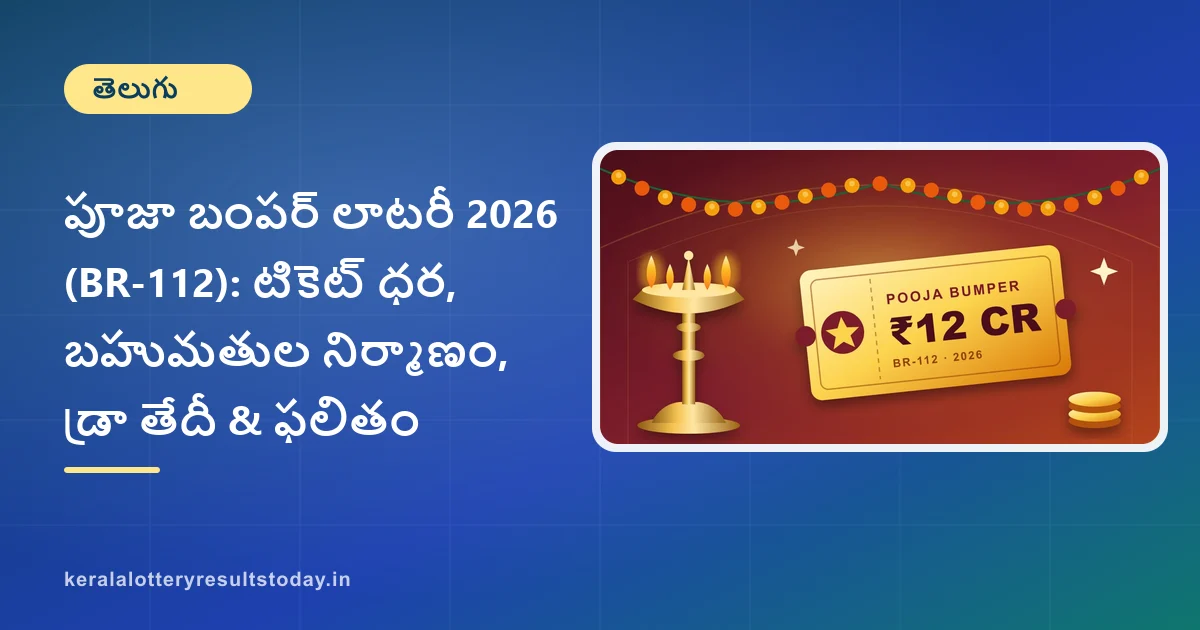 తెలుగు
పూజా బంపర్ లాటరీ 2026
(BR-112): టికెట్ ధర,
బహుమతుల నిర్మాణం,
డ్రా తేదీ & ఫలితం
POOJA BUMPER
₹12 CR
BR-112 · 2026
keralalotteryresultstoday.in